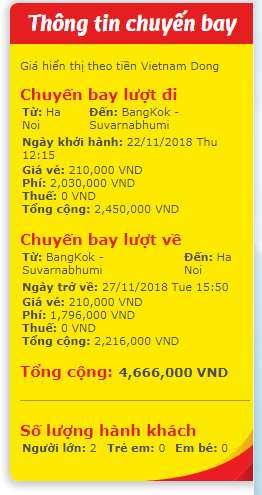 Thông tin chuyến bay
Giá hiển thị theo tiền Vietnam Dong
Chuyến bay lượt đi
Từ: Ha Noi Đến: BangKok - Suvarnabhumi
Ngày khởi hành: 22/11/2018 Thu
12:15
Giá vé: 210,000 VND
Phí: 2,030,000 VND
Thuế: 0 VND
Tổng cộng: 2,450,000 VND
Chuyến bay lượt về
Từ: BangKok - Suvarnabhumi Đến: Ha Noi
Ngày trở về: 27/11/2018 Tue 15:50
Giá vé: 210,000 VND
Phí: 1,796,000 VND
Thuế: 0 VND
Tổng cộng: 2,216,000 VND
Tổng cộng: 4,666,000 VND
Số lượng hành khách
Người lớn: 2 Trẻ em: 0 Em bé: 0